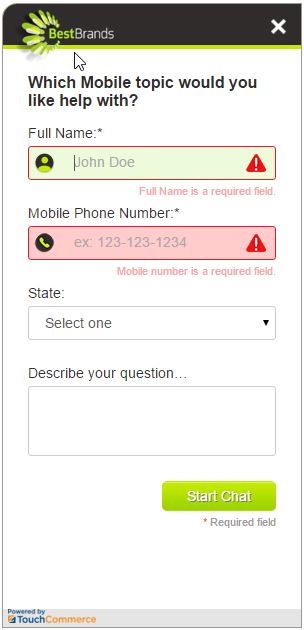 BestBrands
Which Mobile topic would you
like help with?
Full Name:*
John Doe
Full Name is a required field.
Mobile Phone Number:*
ex: 123-123-1234
Mobile number is a required field.
State:
Select one
Describe your question…
Start Chat
* Required field
Powered by
TouchCommerce